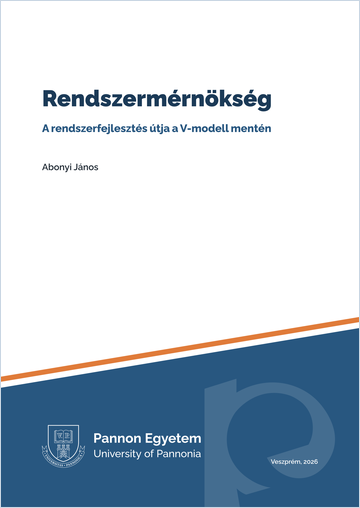 Rendszermérnökség
A rendszerfejlesztés útja a V-modell mentén
Abonyi János
Pannon Egyetem
University of Pannonia
Veszprém, 2026